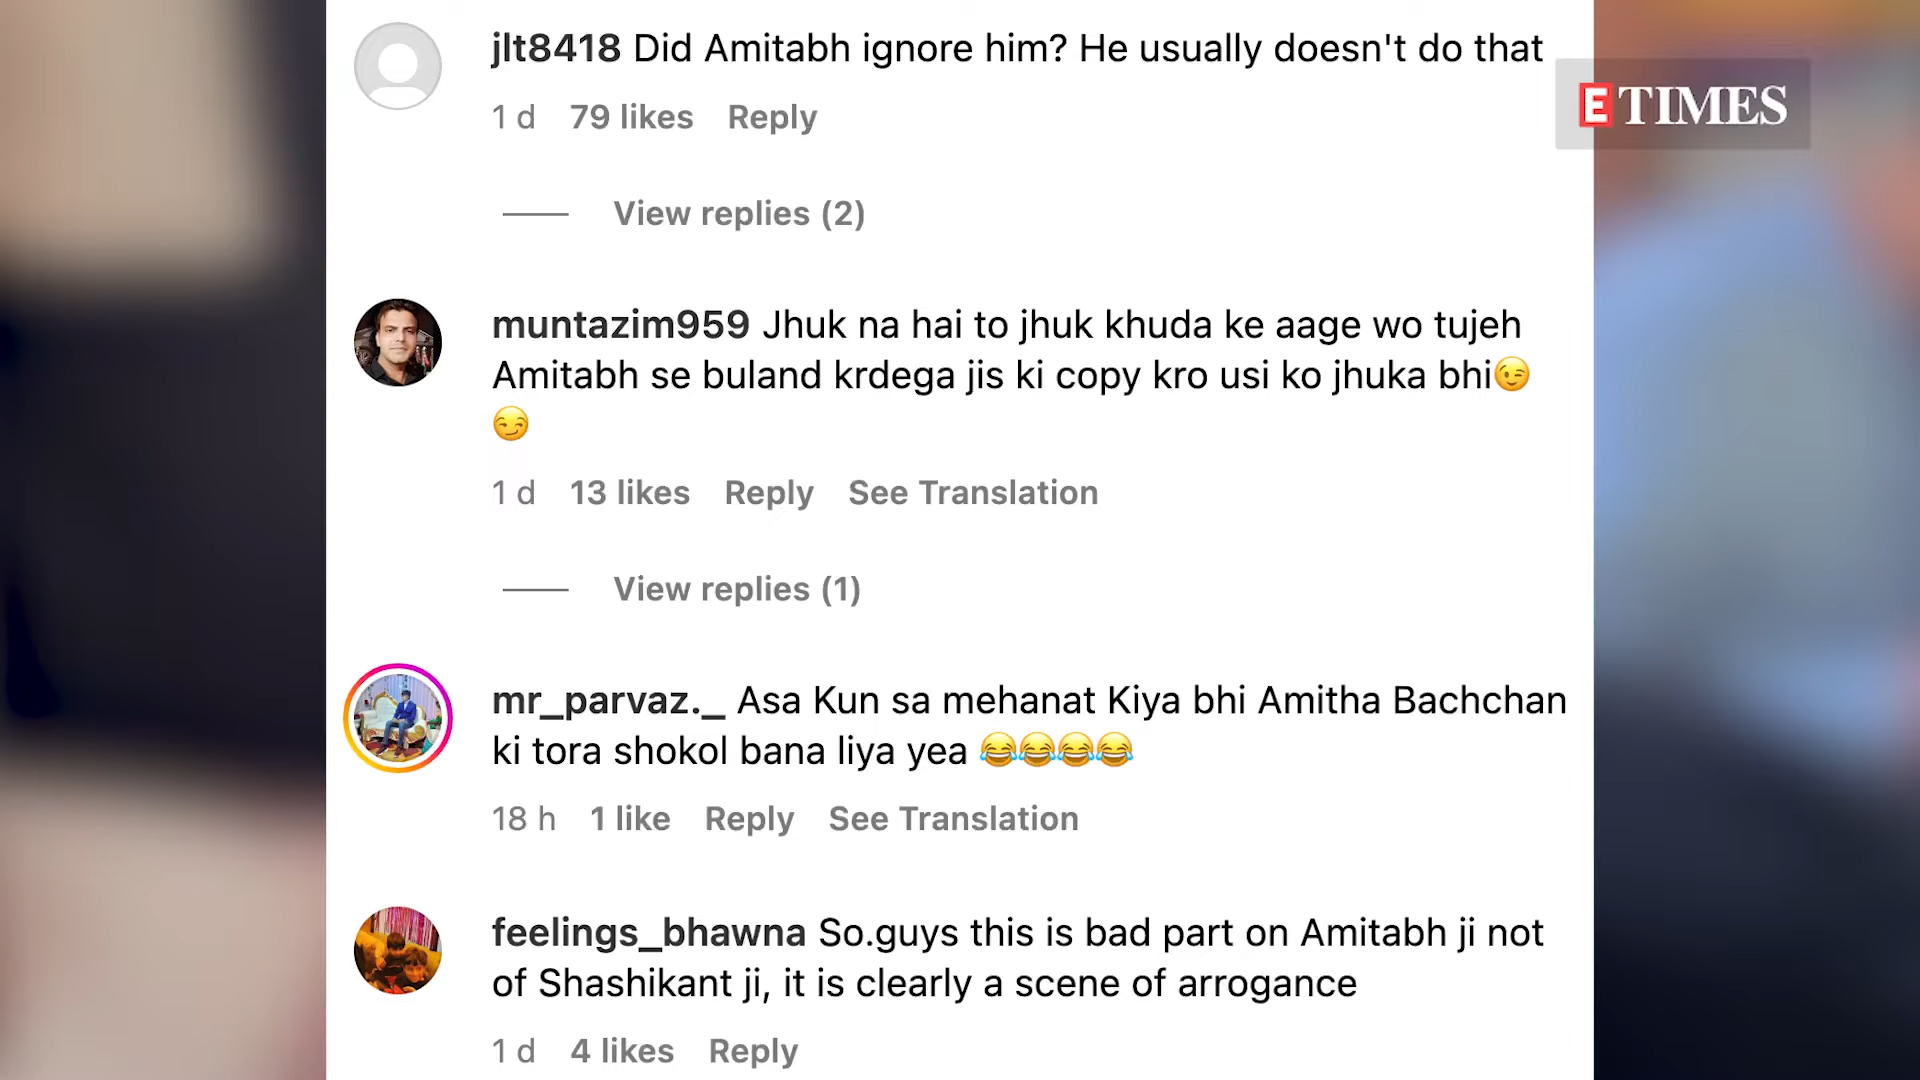 jlt8418 Did Amitabh ignore him? He usually doesn't do that
1 d 79 likes Reply
View replies (2)
E TIMES
muntazim959 Jhuk na hai to jhuk khuda ke aage wo tujeh
Amitabh se buland krdega jis ki copy kro usi ko jhuka bhi😉
😏
1 d 13 likes Reply See Translation
View replies (1)
mr_parvaz._ Asa Kun sa mehanat Kiya bhi Amitha Bachchan
ki tora shokol bana liya yea 😂😂😂😂
18 h 1 like Reply See Translation
feelings_bhawna So.guys this is bad part on Amitabh ji not
of Shashikant ji, it is clearly a scene of arrogance
1 d 4 likes Reply